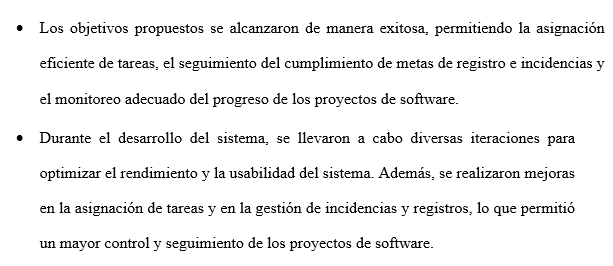 • Los objetivos propuestos se alcanzaron de manera exitosa, permitiendo la asignación
eficiente de tareas, el seguimiento del cumplimiento de metas de registro e incidencias y
el monitoreo adecuado del progreso de los proyectos de software.
• Durante el desarrollo del sistema, se llevaron a cabo diversas iteraciones para
optimizar el rendimiento y la usabilidad del sistema. Además, se realizaron mejoras
en la asignación de tareas y en la gestión de incidencias y registros, lo que permitió
un mayor control y seguimiento de los proyectos de software.